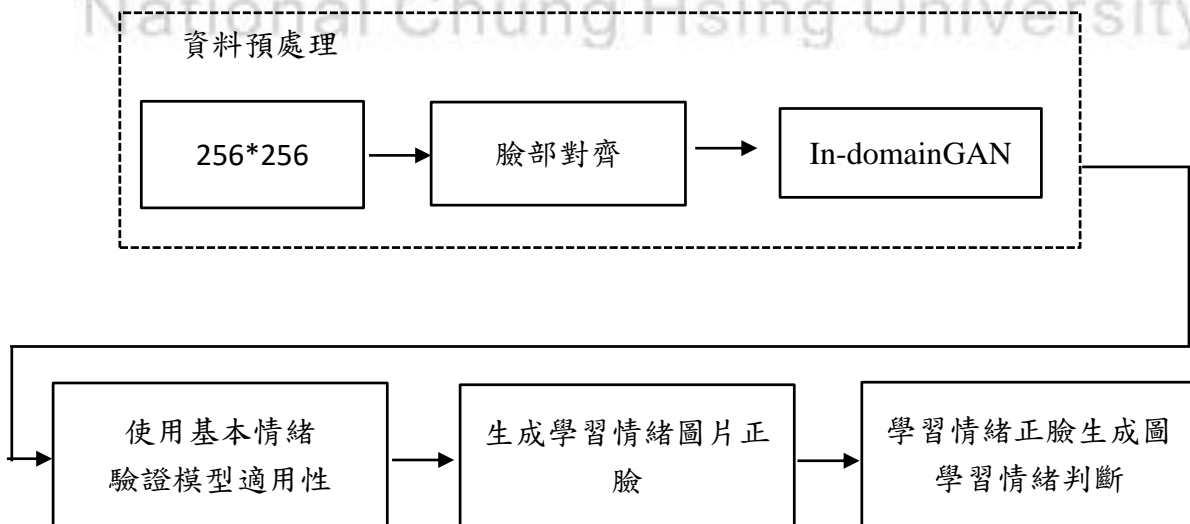 National Chung Hsing University
資料預處理
256*256
臉部對齊
In-domainGAN
使用基本情緒
驗證模型適用性
生成學習情緒圖片正
臉
學習情緒正臉生成圖
學習情緒判斷